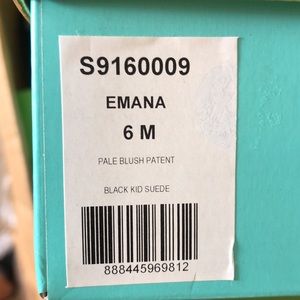 S9160009
EMANA
6 M
PALE BLUSH PATENT
BLACK KID SUEDE
888445969812